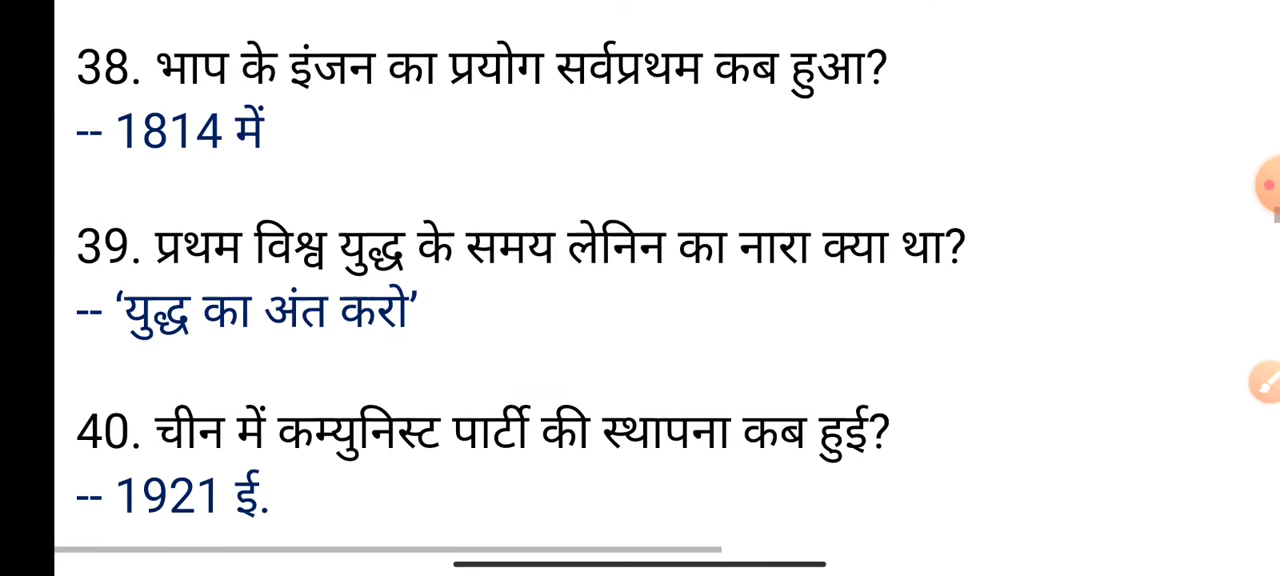 38. भाप के इंजन का प्रयोग सर्वप्रथम कब हुआ?
-- 1814 में
39. प्रथम विश्व युद्ध के समय लेनिन का नारा क्या था?
-- ‘युद्ध का अंत करो’
40. चीन में कम्युनिस्ट पार्टी की स्थापना कब हुई?
-- 1921 ई.